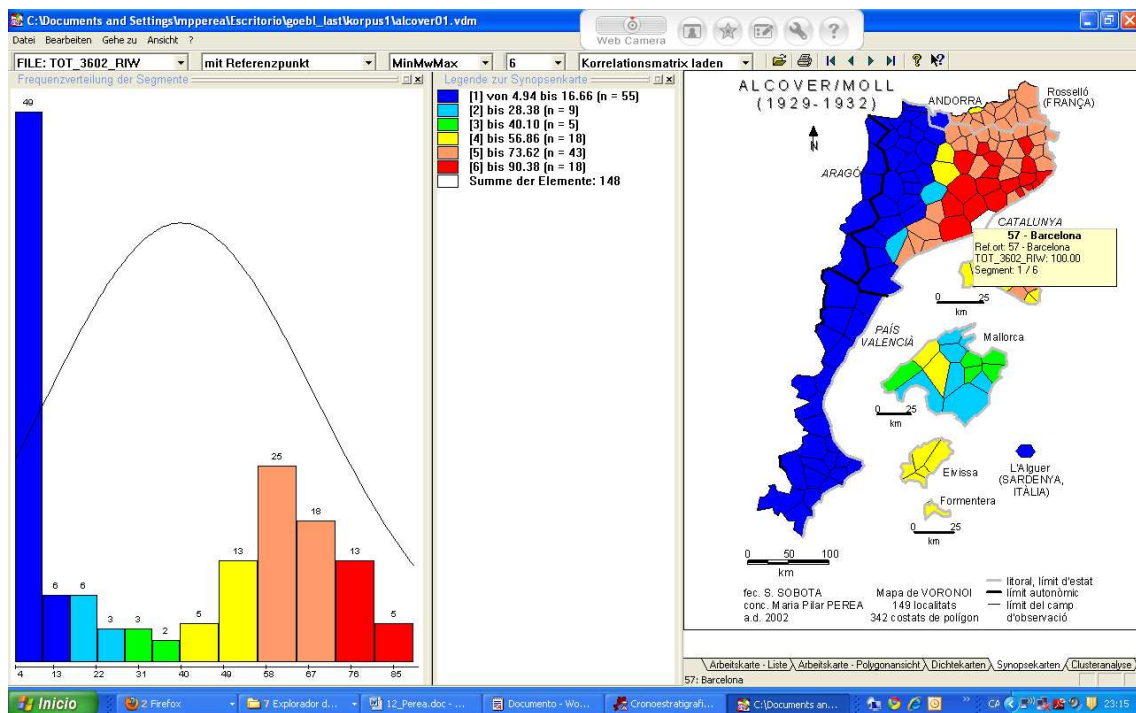 C:\Documents and Settings\mpperea\Escritorio\goebl_last\korpus1\alcover01.vdm
Web Camera
Datei Bearbeiten Gehe zu Ansicht ?
FILE: TOT_3602_RIW
mit Referenzpunkt
MinMwMax
6
Korrelationsmatrix laden
Frequenzverteilung der Segmente
49
6
6
3
3
2
5
13
25
18
13
5
4 13 22 31 40 49 58 67 76 85
Legende zur Synopsenkarte
[1] von 4.94 bis 16.66 (n = 55)
[2] bis 28.38 (n = 9)
[3] bis 40.10 (n = 5)
[4] bis 56.86 (n = 18)
[5] bis 73.62 (n = 43)
[6] bis 90.38 (n = 18)
Summe der Elemente: 148
ALCOVER/MOLL
(1929-1932)
N
ANDORRA
Rosselló
(FRANÇA)
ARAGÓ
CATALUNYA
57 - Barcelona
Ref.ort: 57 - Barcelona
TOT_3602_RIW: 100.00
Segment: 1 / 6
0 25
km
PAÍS
VALENCIÀ
Mallorca
0 25
km
Eivissa
L'Alguer
(SARDENYA,
ITÀLIA)
Formentera
0 25
km
0 50 100
km
fec. S. SOBOTA
conc. Maria Pilar PEREA
a.d. 2002
Mapa de VORONOI
149 localitats
342 costats de polígon
litoral, límit d'estat
límit autonòmic
límit del camp
d'observació
Arbeitskarte - Liste Arbeitskarte - Polygonansicht Dichtekarten Synopsekarten Clusteranalyse
57: Barcelona
Inicio
2 Firefox
7 Explorador d...
12_Perea.doc - ...
Documento - Wo...
Cronoestratigrafi...
C:\Documents an...
CA
23:15